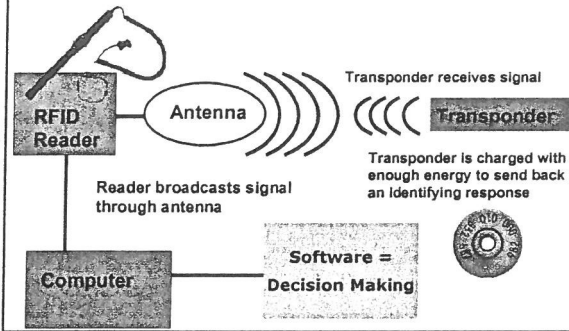 Transponder receives signal
RFID
Reader
Antenna
Transponder
Transponder is charged with
enough energy to send back
an identifying response
Reader broadcasts signal
through antenna
Software =
Decision Making
Computer